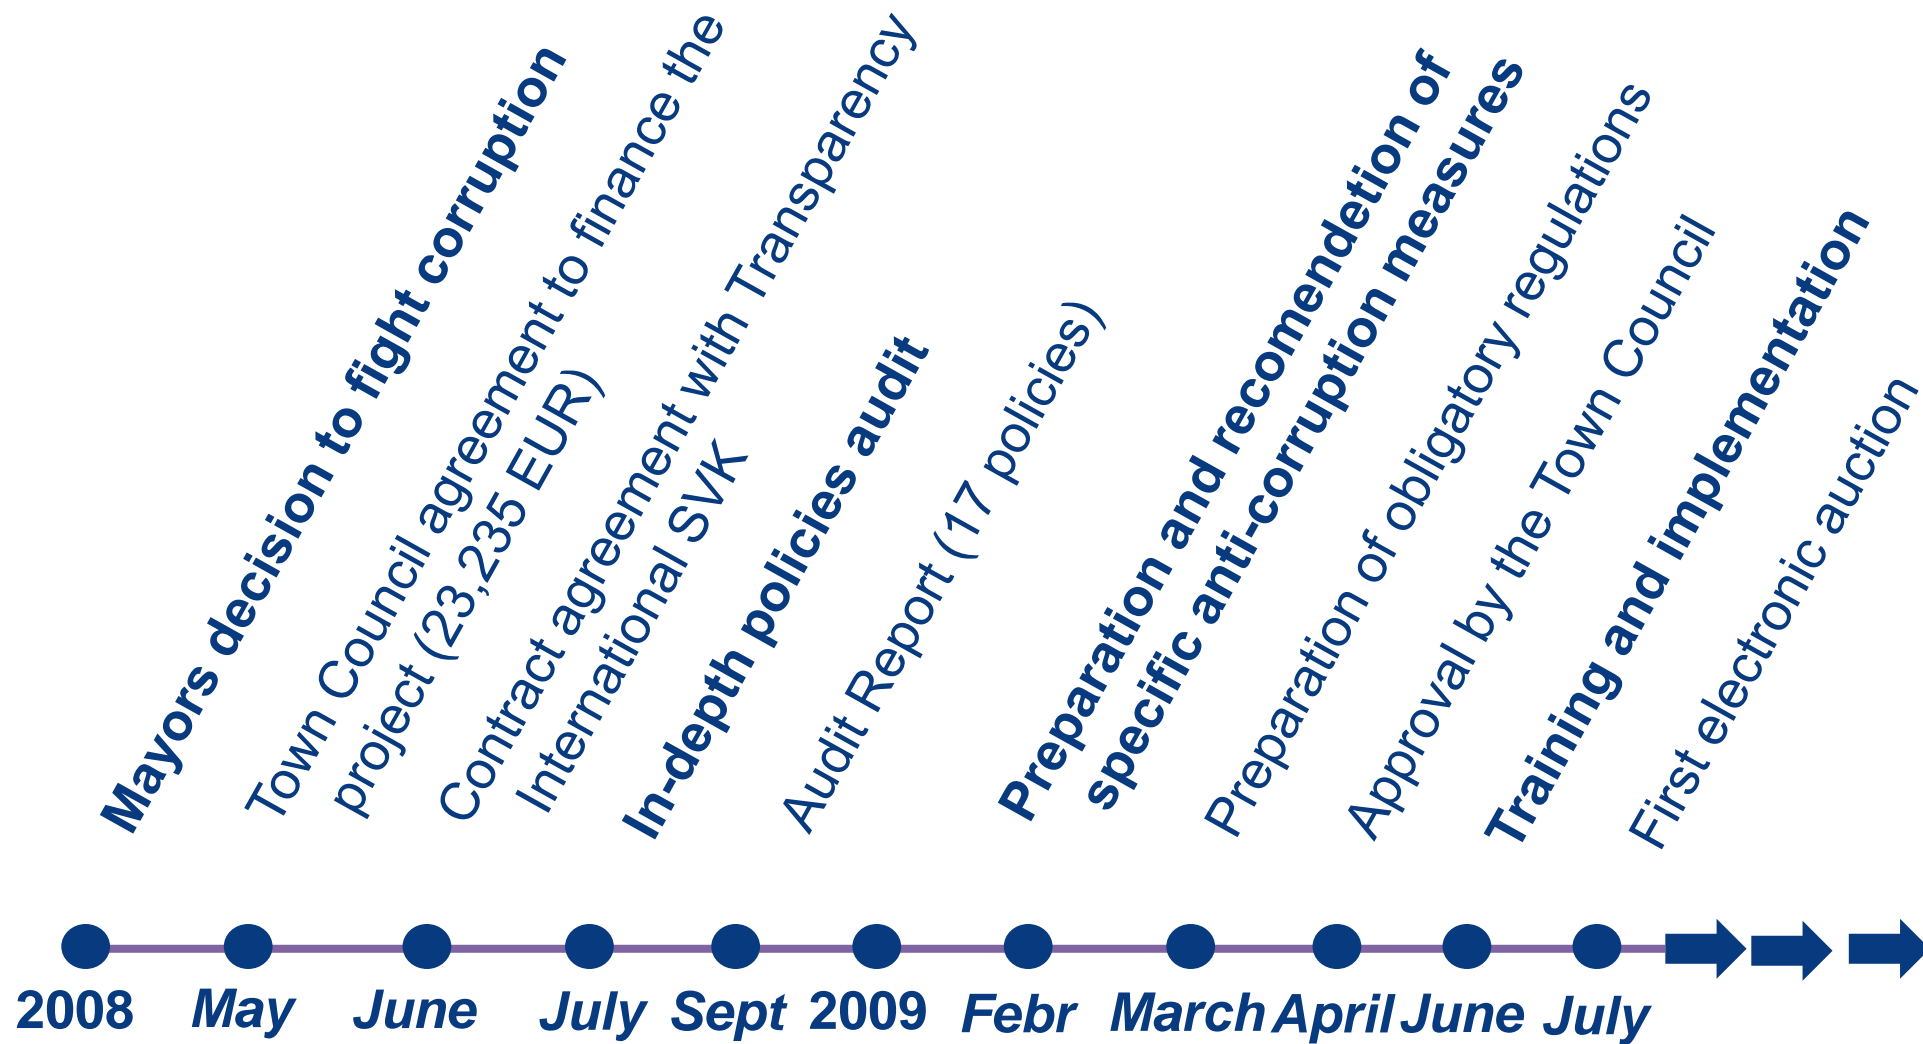 Mayors decision to fight corruption
Town Council agreement to finance the
project (23,235 EUR)
Contract agreement with Transparency
International SVK
In-depth policies audit
Audit Report (17 policies)
Preparation and recomendetion of
specific anti-corruption measures
Preparation of obligatory regulations
Approval by the Town Council
Training and implementation
First electronic auction
2008 May June July Sept 2009 Febr March April June July